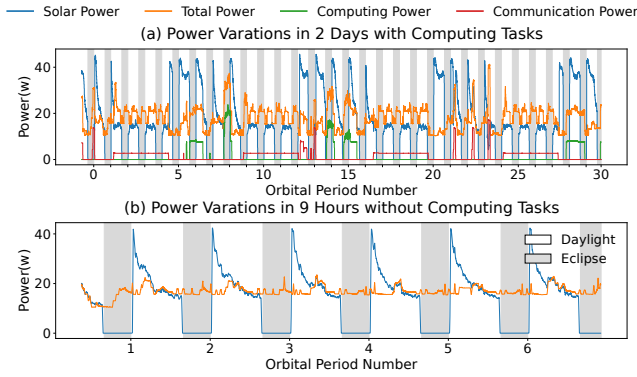 Solar Power Total Power Computing Power Communication Power
(a) Power Varations in 2 Days with Computing Tasks
Power(w)
40
20
0
0 5 10 15 20 25 30
Orbital Period Number
(b) Power Varations in 9 Hours without Computing Tasks
Power(w)
40
20
0
Daylight
Eclipse
1 2 3 4 5 6
Orbital Period Number